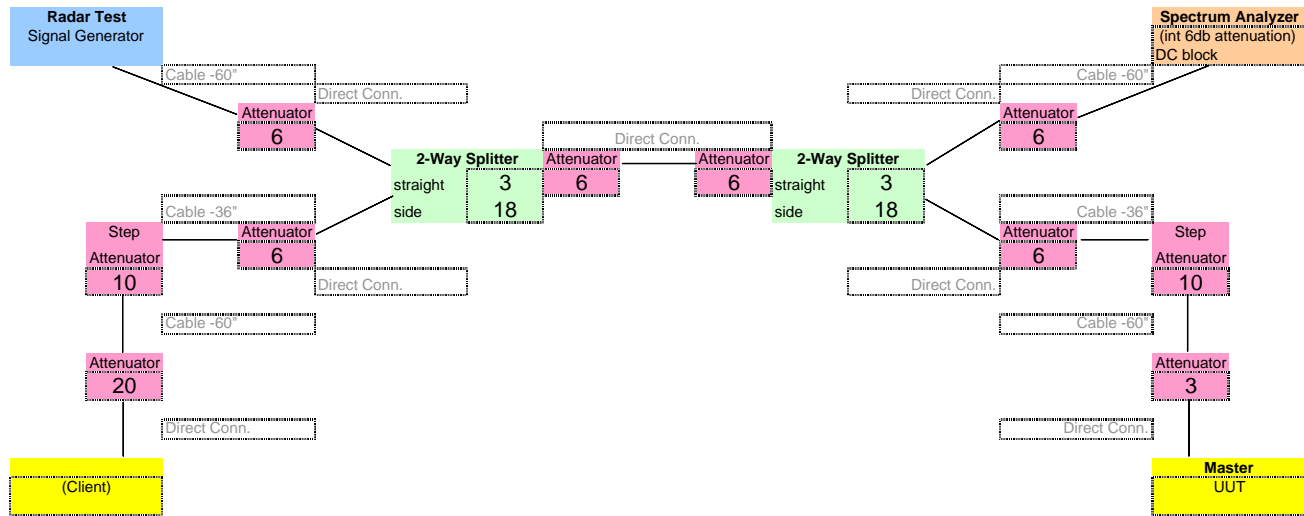 Radar Test
Signal Generator
Spectrum Analyzer
(int 6db attenuation)
DC block
Cable -60"
Cable -60"
Direct Conn.
Direct Conn.
Attenuator
6
Attenuator
6
Direct Conn.
2-Way Splitter
straight 3
side 18
Attenuator
6
Attenuator
6
2-Way Splitter
straight 3
side 18
Cable -36"
Cable -36"
Step
Attenuator
10
Attenuator
6
Attenuator
6
Step
Attenuator
10
Direct Conn.
Direct Conn.
Cable -60"
Cable -60"
Attenuator
20
Attenuator
3
Direct Conn.
Direct Conn.
(Client)
Master
UUT